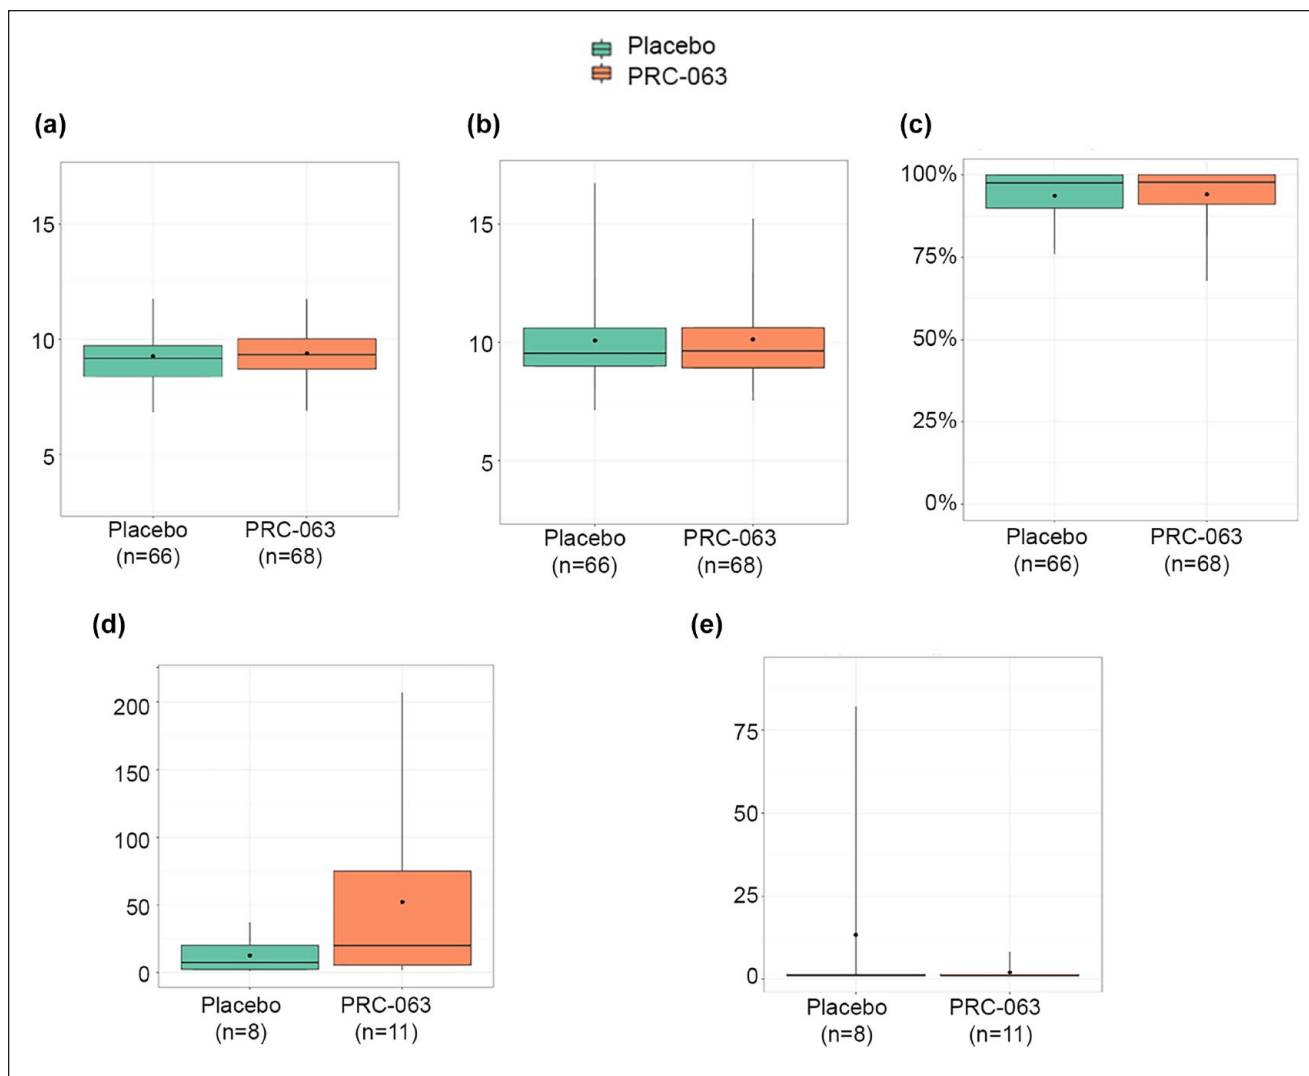 Placebo
PRC-063
(a)
(b)
(c)
15
10
5
Placebo
(n=66)
PRC-063
(n=68)
15
10
5
Placebo
(n=66)
PRC-063
(n=68)
100%
75%
50%
25%
0%
Placebo
(n=66)
PRC-063
(n=68)
(d)
(e)
200
150
100
50
0
Placebo
(n=8)
PRC-063
(n=11)
75
50
25
0
Placebo
(n=8)
PRC-063
(n=11)